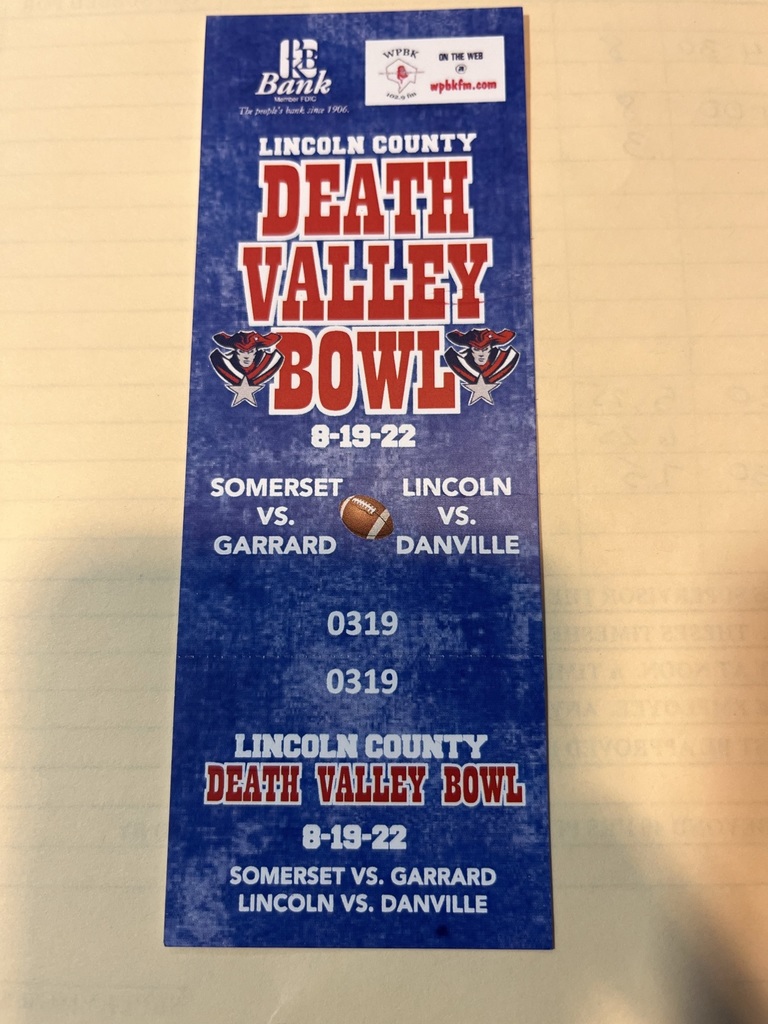 PBK
Bank
Member FDIC
The people's bank since 1906.
WPBK
ON THE WEB
@
wpbkfm.com
LINCOLN COUNTY
DEATH
VALLEY
BOWL
8-19-22
SOMERSET
VS.
GARRARD
LINCOLN
VS.
DANVILLE
0319
0319
LINCOLN COUNTY
DEATH VALLEY BOWL
8-19-22
SOMERSET VS. GARRARD
LINCOLN VS. DANVILLE